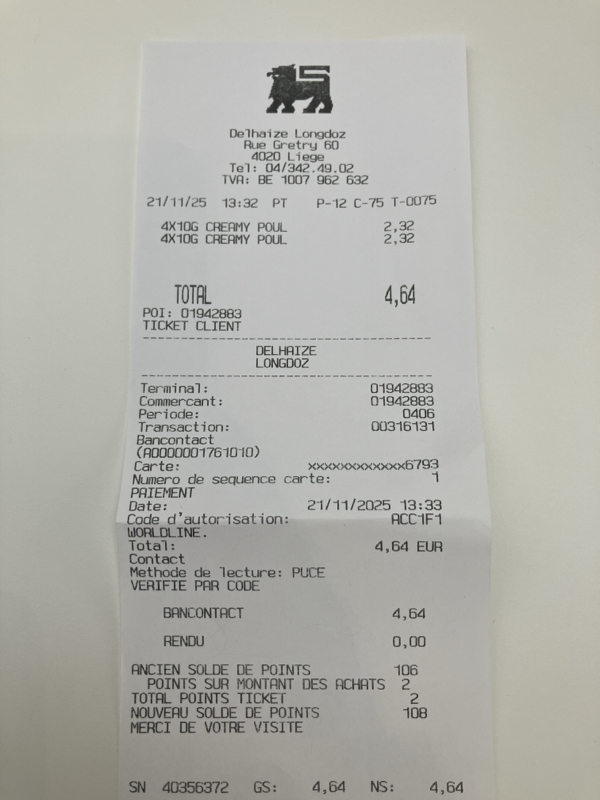 Delhaize Longdoz
Rue Gretry 60
4020 Liege
Tel: 04/342.49.02
TVA: BE 1007 962 632
21/11/25 13:32 PT P-12 C-75 T-0075
4X10G CREAMY POUL 2,32
4X10G CREAMY POUL 2,32
TOTAL 4,64
POI: 01942883
TICKET CLIENT
--------------------------------
DELHAIZE
LONGDOZ
--------------------------------
Terminal: 01942883
Commercant: 01942883
Periode: 0406
Transaction: 00316131
Bancontact
(A0000001761010)
Carte: xxxxxxxxxxxxx6793
Numero de sequence carte: 1
PAIEMENT
Date: 21/11/2025 13:33
Code d'autorisation: ACC1F1
WORLDLINE.
Total: 4,64 EUR
Contact
Methode de lecture: PUCE
VERIFIE PAR CODE
BANCONTACT 4,64
RENDU 0,00
ANCIEN SOLDE DE POINTS 106
POINTS SUR MONTANT DES ACHATS 2
TOTAL POINTS TICKET 2
NOUVEAU SOLDE DE POINTS 108
MERCI DE VOTRE VISITE
SN 40356372 GS: 4,64 NS: 4,64